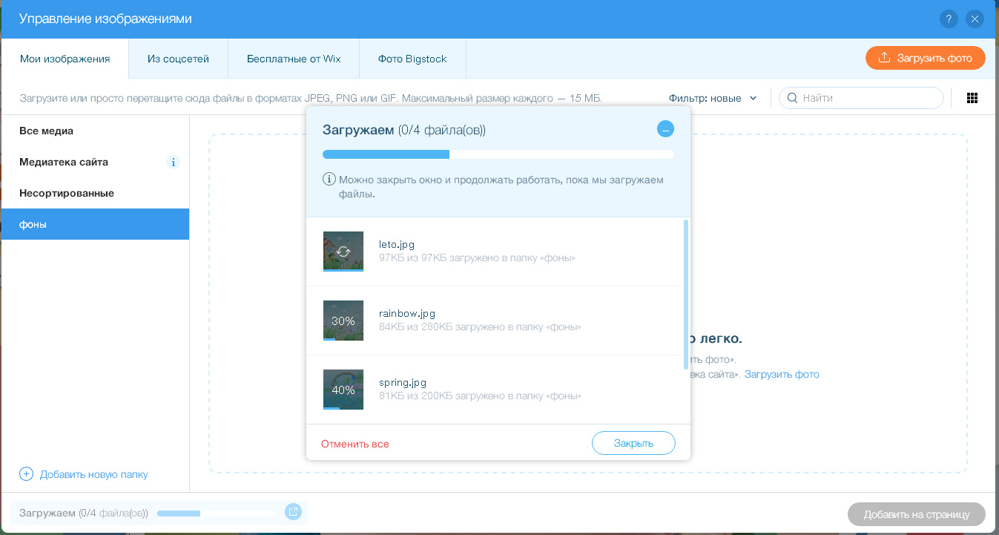 Управление изображениями
?
Мои изображения
Из соцсетей
Бесплатные от Wix
Фото Bigstock
Загрузить фото
Загрузите или просто перетащите сюда файлы в форматах JPEG, PNG или GIF. Максимальный размер каждого — 15 МБ.
Фильтр: новые
Найти
Все медиа
Медиатека сайта
i
Несортированные
фоны
Добавить новую папку
Загружаем (0/4 файла(ов))
i Можно закрыть окно и продолжать работать, пока мы загружаем
файлы.
leto.jpg
97КБ из 97КБ загружено в папку «фоны»
30%
rainbow.jpg
84КБ из 280КБ загружено в папку «фоны»
40%
spring.jpg
81КБ из 200КБ загружено в папку «фоны»
Отменить все
Закрыть
легко.
фото».
сайта». Загрузить фото
Загружаем (0/4 файла(ов))
Добавить на страницу